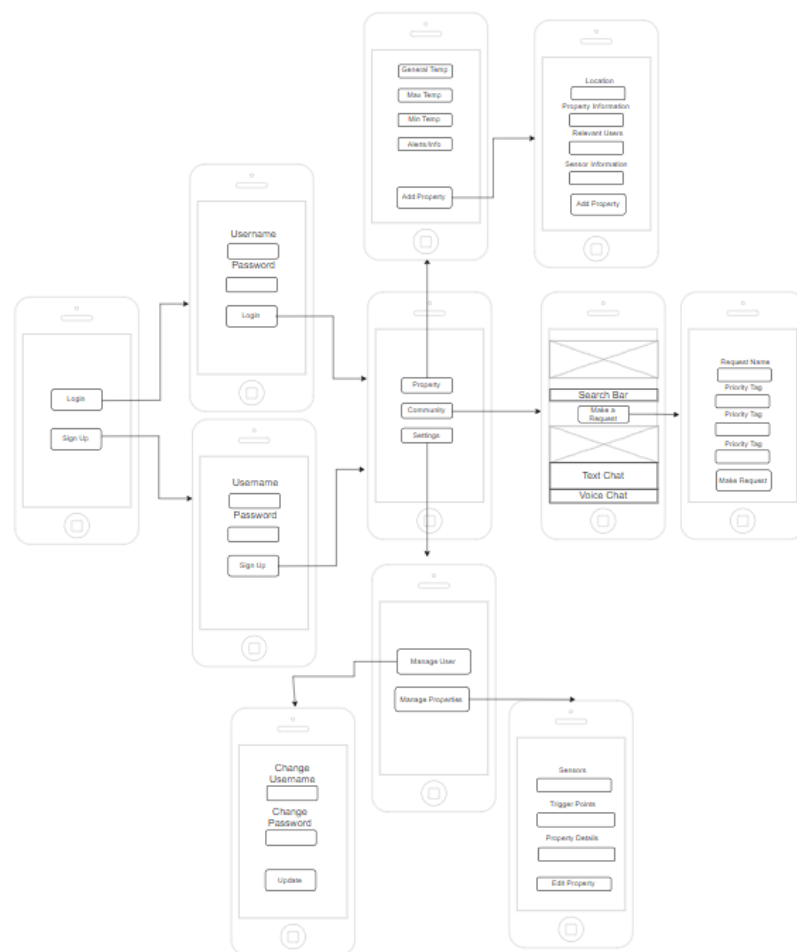 General Temp
Max Temp
Min Temp
Alerts/Info
Add Property
Location
Property Information
Relevant Users
Sensor Information
Add Property
Username
Password
Login
Login
Sign Up
Username
Password
Sign Up
Property
Community
Settings
Search Bar
Make a
Request
Text Chat
Voice Chat
Request Name
Priority Tag
Priority Tag
Priority Tag
Make Request
Manage User
Manage Properties
Change
Username
Change
Password
Update
Sensors
Trigger Points
Property Details
Edit Property